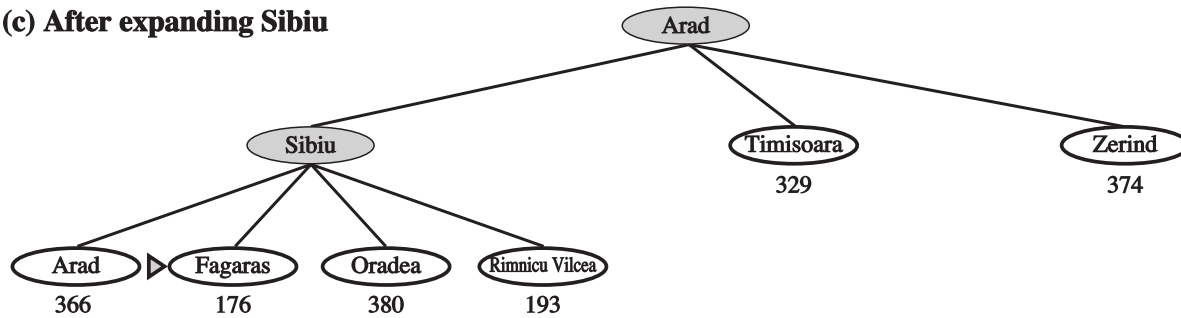 (c) After expanding Sibiu
Arad
Sibiu
Timisoara
Zerind
329
374
Arad
Fagaras
Oradea
Rimnicu Vilcea
366
176
380
193